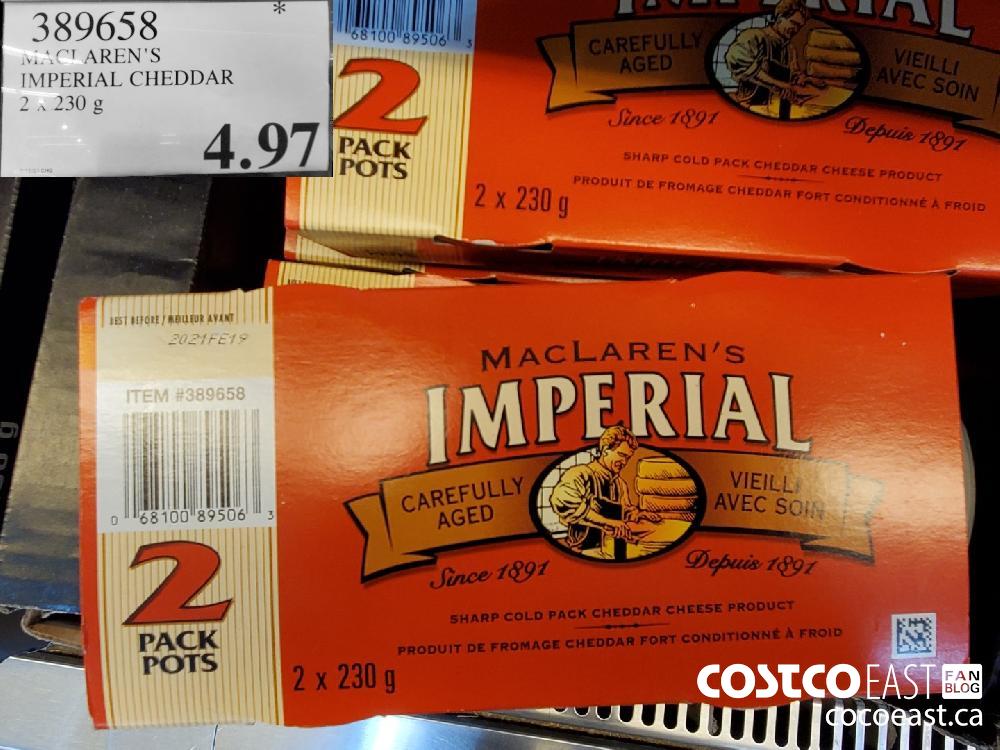 389658 *
MACLAREN'S
IMPERIAL CHEDDAR
2 x 230 g
4.97
68100 89506 3
2
PACK
POTS
2 x 230 g
IMPERIAL
CAREFULLY
AGED
VIEILLI
AVEC SOIN
Since 1891
Depuis 1891
SHARP COLD PACK CHEDDAR CHEESE PRODUCT
PRODUIT DE FROMAGE CHEDDAR FORT CONDITIONNÉ À FROID
BEST BEFORE / MEILLEUR AVANT
2021FE19
ITEM #389658
0 68100 89506 3
2
PACK
POTS
2 x 230 g
MACLAREN'S
IMPERIAL
CAREFULLY
AGED
VIEILLI
AVEC SOIN
Since 1891
Depuis 1891
SHARP COLD PACK CHEDDAR CHEESE PRODUCT
PRODUIT DE FROMAGE CHEDDAR FORT CONDITIONNÉ À FROID
COSTCO EAST FAN BLOG
cocoeast.ca